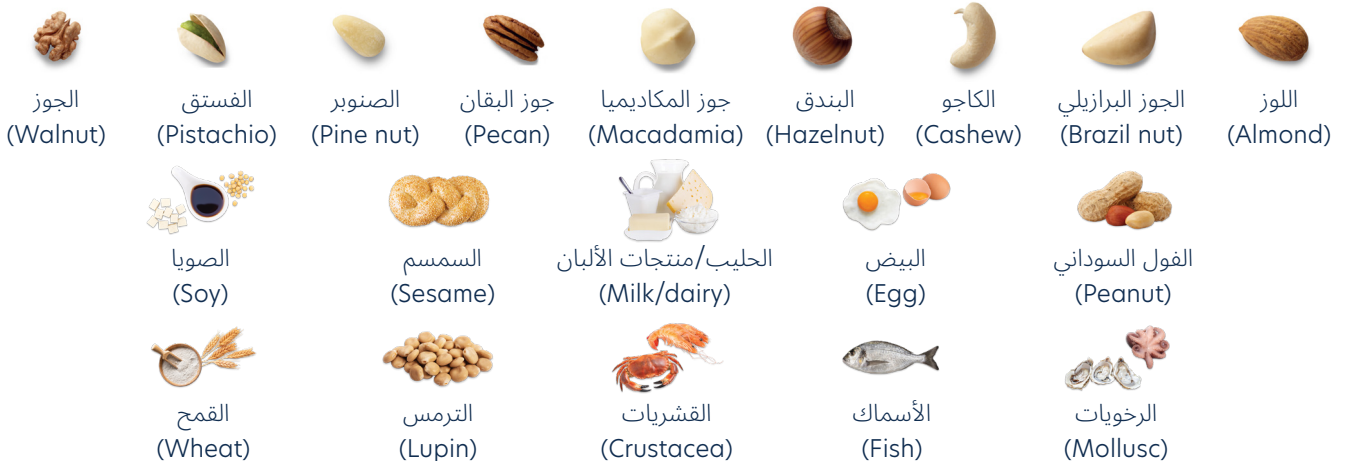 اللوز
(Almond)
الجوز البرازيلي
(Brazil nut)
الكاجو
(Cashew)
البندق
(Hazelnut)
جوز المكاديميا
(Macadamia)
جوز البقان
(Pecan)
الصنوبر
(Pine nut)
الفستق
(Pistachio)
الجوز
(Walnut)
الفول السوداني
(Peanut)
البيض
(Egg)
الحليب/منتجات الألبان
(Milk/dairy)
السمسم
(Sesame)
الصويا
(Soy)
الرخويات
(Mollusc)
الأسماك
(Fish)
القشريات
(Crustacea)
الترمس
(Lupin)
القمح
(Wheat)